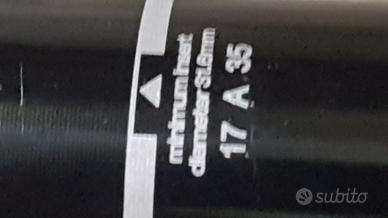 minimum insert
diameter 31.6mm
17 A 35
subito